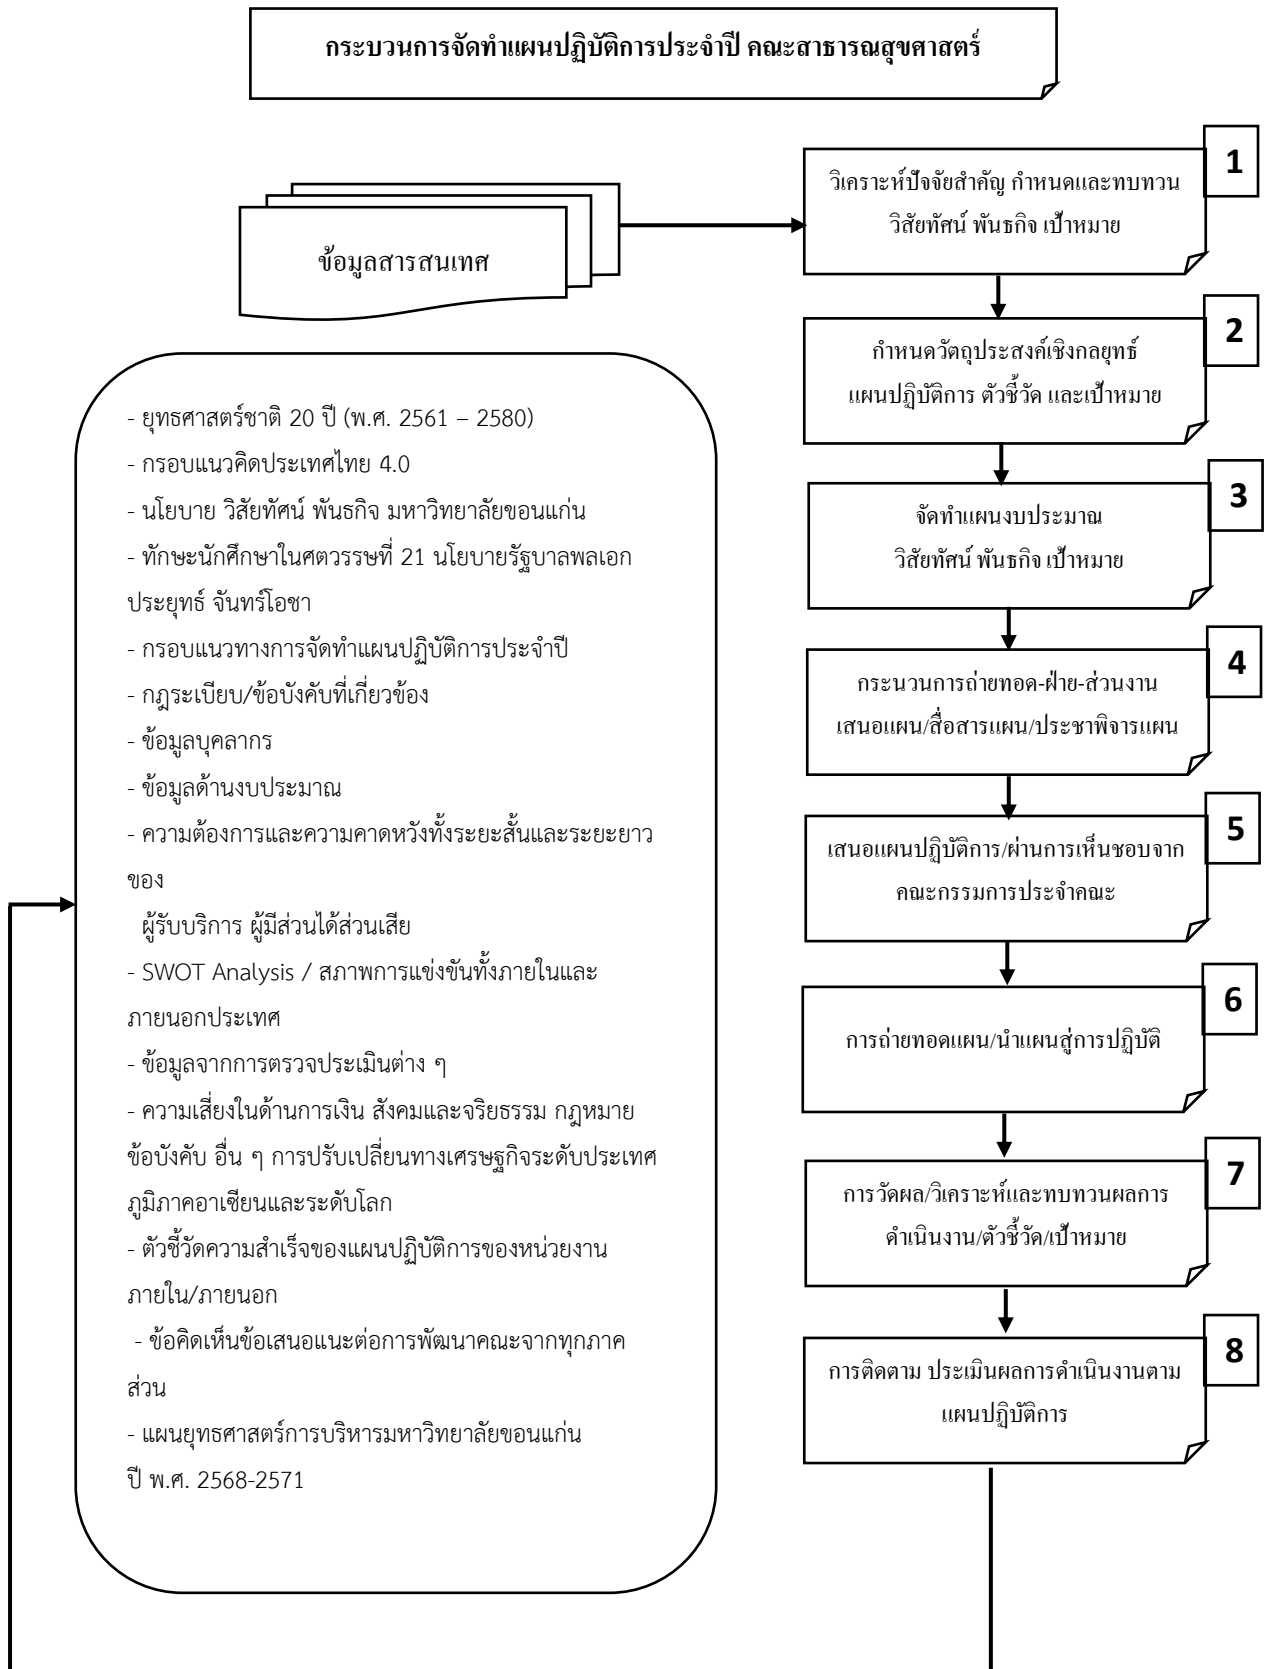 กระบวนการจัดทำแผนปฏิบัติการประจำปี คณะสาธารณสุขศาสตร์
ข้อมูลสารสนเทศ
- ยุทธศาสตร์ชาติ 20 ปี (พ.ศ. 2561 – 2580)
- กรอบแนวคิดประเทศไทย 4.0
- นโยบาย วิสัยทัศน์ พันธกิจ มหาวิทยาลัยขอนแก่น
- ทักษะนักศึกษาในศตวรรษที่ 21 นโยบายรัฐบาลพลเอก
ประยุทธ์ จันทร์โอชา
- กรอบแนวทางการจัดทำแผนปฏิบัติการประจำปี
- กฎระเบียบ/ข้อบังคับที่เกี่ยวข้อง
- ข้อมูลบุคลากร
- ข้อมูลด้านงบประมาณ
- ความต้องการและความคาดหวังทั้งระยะสั้นและระยะยาว
ของ
ผู้รับบริการ ผู้มีส่วนได้ส่วนเสีย
- SWOT Analysis / สภาพการแข่งขันทั้งภายในและ
ภายนอกประเทศ
- ข้อมูลจากการตรวจประเมินต่าง ๆ
- ความเสี่ยงในด้านการเงิน สังคมและจริยธรรม กฎหมาย
ข้อบังคับ อื่น ๆ การปรับเปลี่ยนทางเศรษฐกิจระดับประเทศ
ภูมิภาคอาเซียนและระดับโลก
- ตัวชี้วัดความสำเร็จของแผนปฏิบัติการของหน่วยงาน
ภายใน/ภายนอก
- ข้อคิดเห็นข้อเสนอแนะต่อการพัฒนาคณะจากทุกภาค
ส่วน
- แผนยุทธศาสตร์การบริหารมหาวิทยาลัยขอนแก่น
ปี พ.ศ. 2568-2571
1
วิเคราะห์ปัจจัยสำคัญ กำหนดและทบทวน
วิสัยทัศน์ พันธกิจ เป้าหมาย
2
กำหนดวัตถุประสงค์เชิงกลยุทธ์
แผนปฏิบัติการ ตัวชี้วัด และเป้าหมาย
3
จัดทำแผนงบประมาณ
วิสัยทัศน์ พันธกิจ เป้าหมาย
4
กระนวนการถ่ายทอด-ฝ่าย-ส่วนงาน
เสนอแผน/สื่อสารแผน/ประชาพิจารแผน
5
เสนอแผนปฏิบัติการ/ผ่านการเห็นชอบจาก
คณะกรรมการประจำคณะ
6
การถ่ายทอดแผน/นำแผนสู่การปฏิบัติ
7
การวัดผล/วิเคราะห์และทบทวนผลการ
ดำเนินงาน/ตัวชี้วัด/เป้าหมาย
8
การติดตาม ประเมินผลการดำเนินงานตาม
แผนปฏิบัติการ